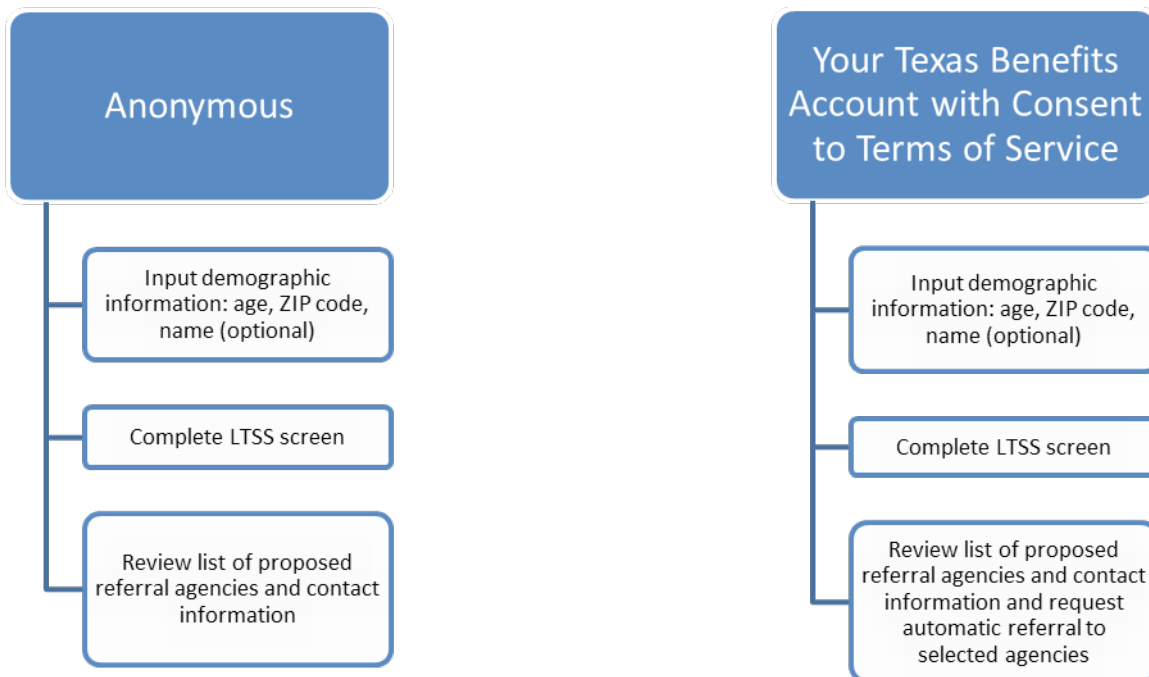 Anonymous
Input demographic
information: age, ZIP code,
name (optional)
Complete LTSS screen
Review list of proposed
referral agencies and contact
information
Your Texas Benefits
Account with Consent
to Terms of Service
Input demographic
information: age, ZIP code,
name (optional)
Complete LTSS screen
Review list of proposed
referral agencies and contact
information and request
automatic referral to
selected agencies